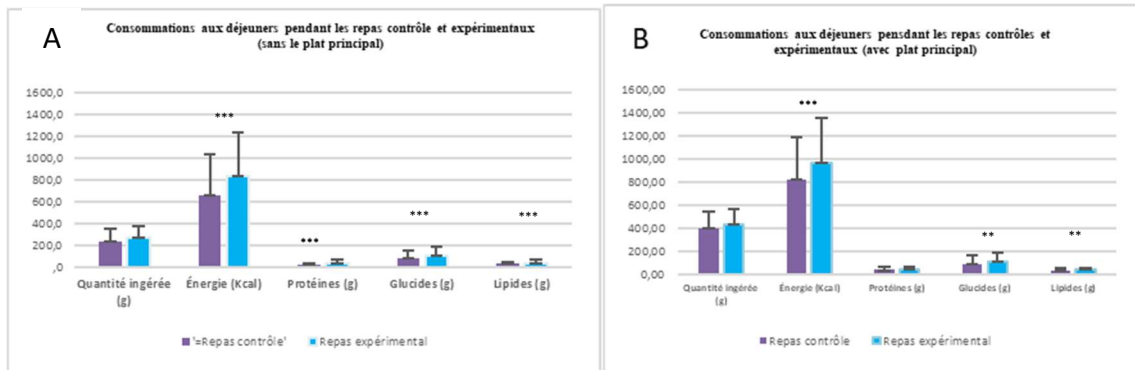 A
Consommations aux déjeuners pendant les repas contrôle et expérimentaux
(sans le plat principal)
1600,0
1400,0
1200,0
1000,0
800,0
600,0
400,0
200,0
,0
***
***
***
***
Quantité ingérée
(g)
Énergie (Kcal)
Protéines (g)
Glucides (g)
Lipides (g)
'=Repas contrôle'
Repas expérimental
B
Consommations aux déjeuners pensdant les repas contrôles et
expérimentaux (avec plat principal)
1600,00
1400,00
1200,00
1000,00
800,00
600,00
400,00
200,00
0,00
***
**
**
Quantité ingérée
(g)
Énergie (Kcal)
Protéines (g)
Glucides (g)
Lipides (g)
Repas contrôle
Repas expérimental